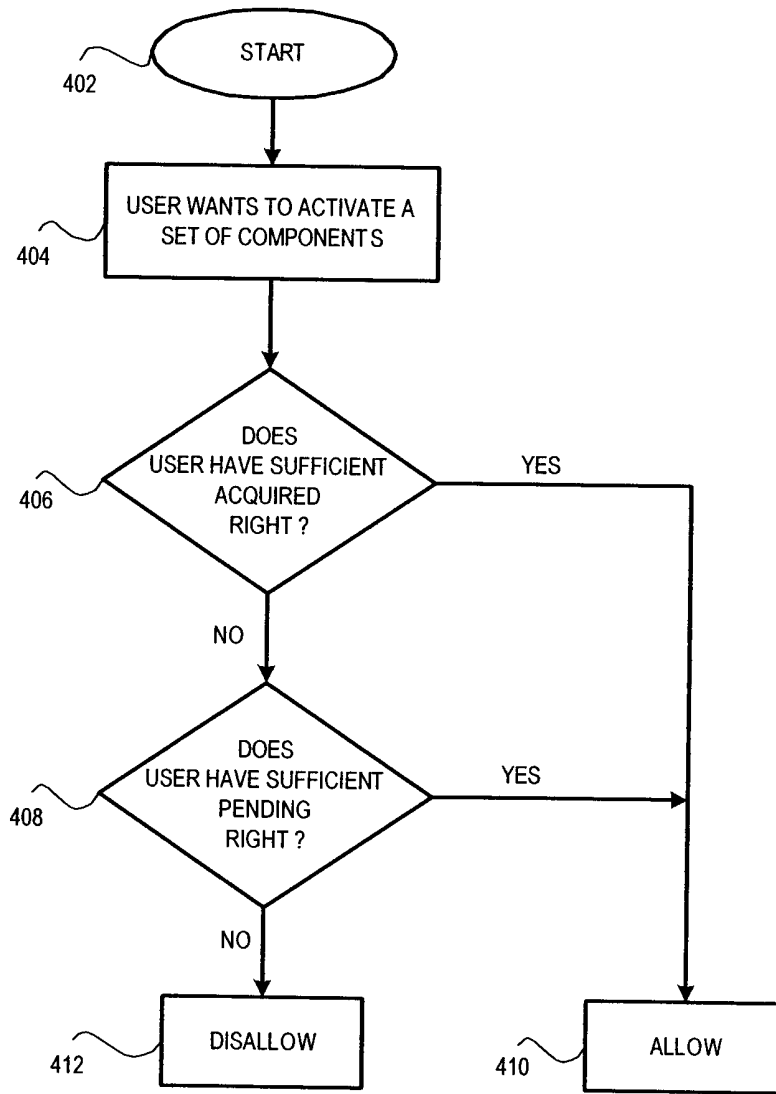 START
402
USER WANTS TO ACTIVATE A
SET OF COMPONENTS
404
DOES
USER HAVE SUFFICIENT
ACQUIRED
RIGHT ?
YES
406
NO
DOES
USER HAVE SUFFICIENT
PENDING
RIGHT ?
YES
408
NO
DISALLOW
412
ALLOW
410